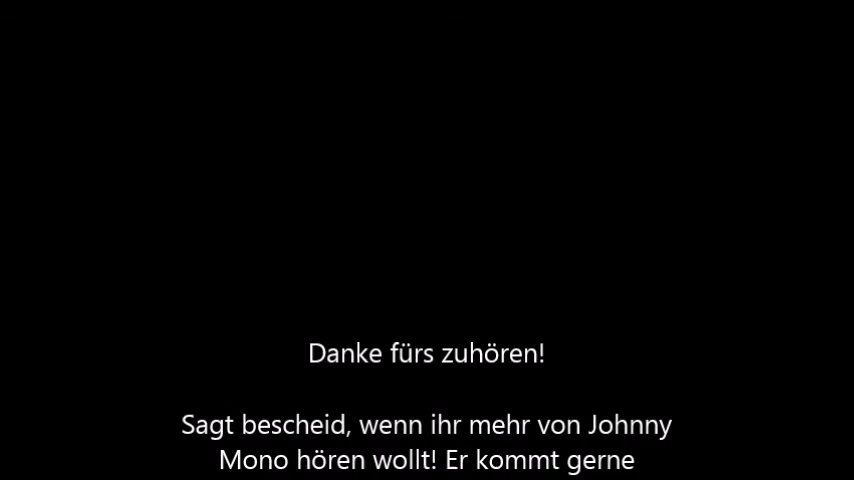 Danke fürs zuhören!
Sagt bescheid, wenn ihr mehr von Johnny
Mono hören wollt! Er kommt gerne